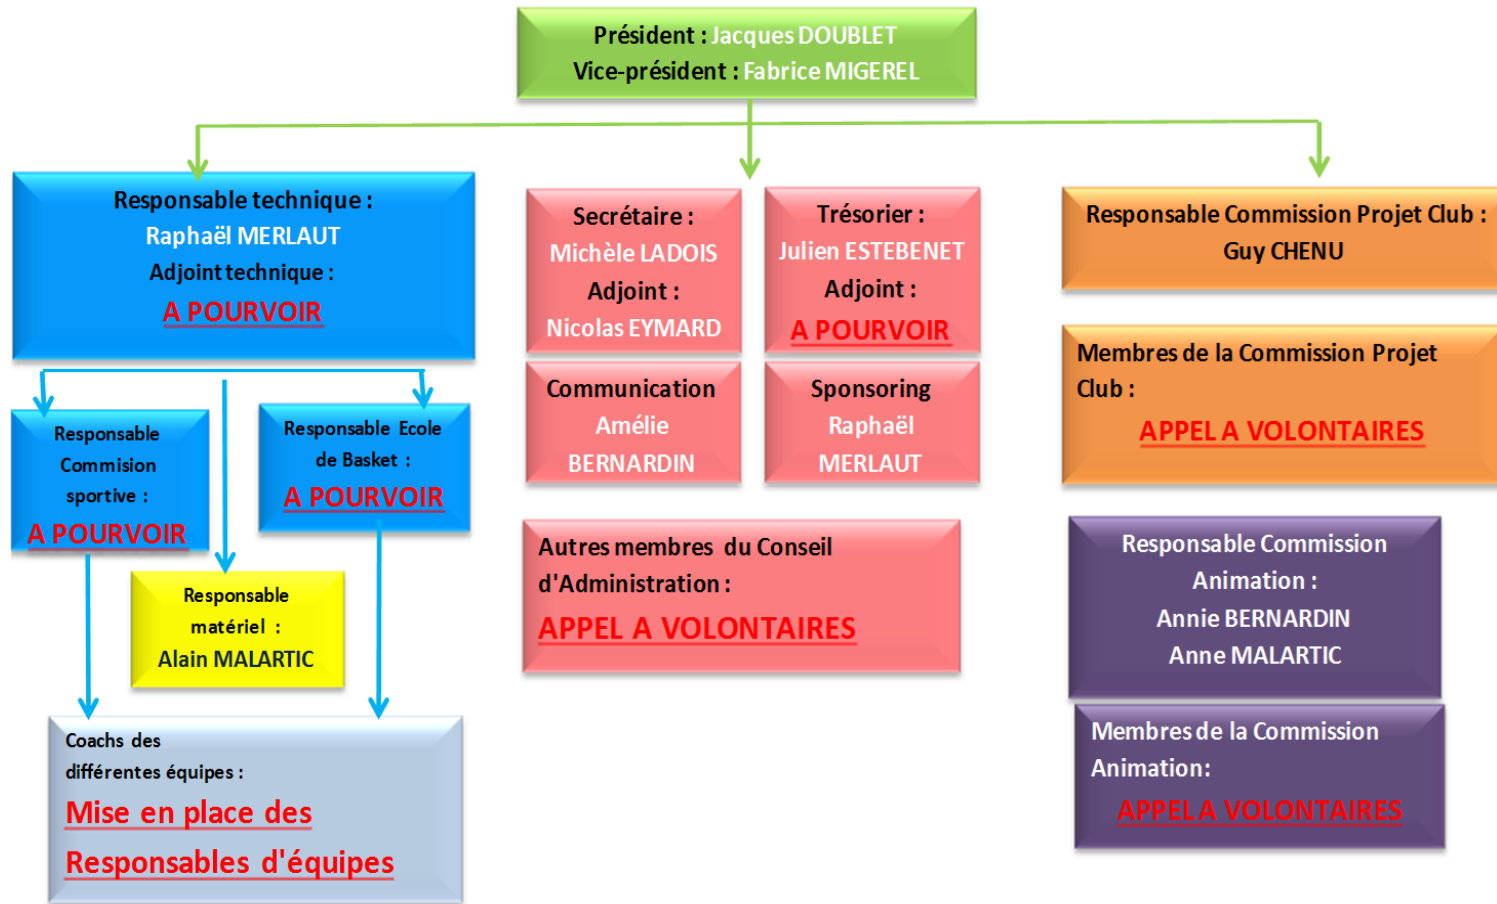 Président : Jacques DOUBLET
Vice-président : Fabrice MIGEREL
Responsable technique :
Raphaël MERLAUT
Adjoint technique :
A POURVOIR
Responsable
Commision
sportive :
A POURVOIR
Responsable Ecole
de Basket :
A POURVOIR
Responsable
matériel :
Alain MALARTIC
Coachs des
différentes équipes :
Mise en place des
Responsables d'équipes
Secrétaire :
Michèle LADOIS
Adjoint :
Nicolas EYMARD
Trésorier :
Julien ESTEBENET
Adjoint :
A POURVOIR
Communication
Amélie
BERNARDIN
Sponsoring
Raphaël
MERLAUT
Autres membres du Conseil
d'Administration :
APPEL A VOLONTAIRES
Responsable Commission Projet Club :
Guy CHENU
Membres de la Commission Projet
Club :
APPEL A VOLONTAIRES
Responsable Commission
Animation :
Annie BERNARDIN
Anne MALARTIC
Membres de la Commission
Animation:
APPEL A VOLONTAIRES